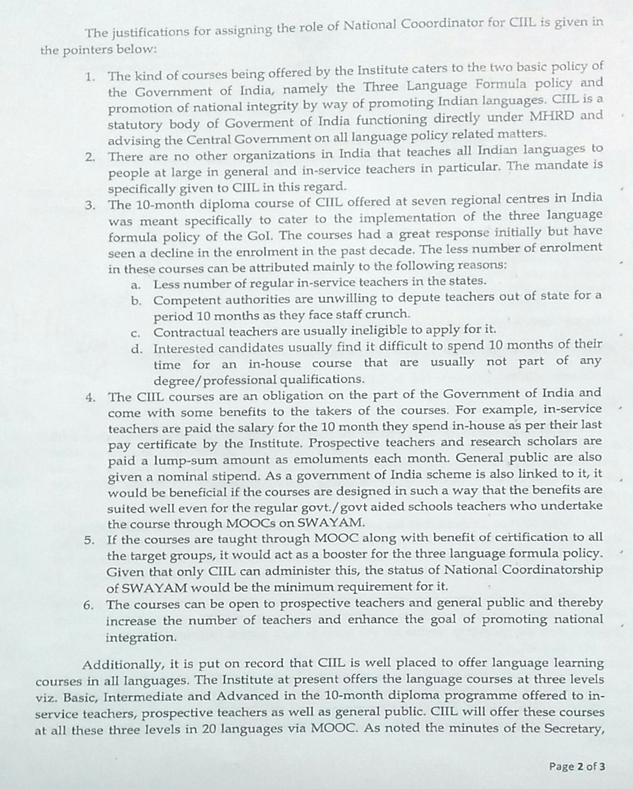 The justifications for assigning the role of National Cooordinator for CIIL is given in
the pointers below:
1. The kind of courses being offered by the Institute caters to the two basic policy of
the Government of India, namely the Three Language Formula policy and
promotion of national integrity by way of promoting Indian languages. CIIL is a
statutory body of Goverment of India functioning directly under MHRD and
advising the Central Government on all language policy related matters.
2. There are no other organizations in India that teaches all Indian languages to
people at large in general and in-service teachers in particular. The mandate is
specifically given to CIIL in this regard.
3. The 10-month diploma course of CIIL offered at seven regional centres in India
was meant specifically to cater to the implementation of the three language
formula policy of the GoI. The courses had a great response initially but have
seen a decline in the enrolment in the past decade. The less number of enrolment
in these courses can be attributed mainly to the following reasons:
a. Less number of regular in-service teachers in the states.
b. Competent authorities are unwilling to depute teachers out of state for a
period 10 months as they face staff crunch.
c. Contractual teachers are usually ineligible to apply for it.
d. Interested candidates usually find it difficult to spend 10 months of their
time for an in-house course that are usually not part of any
degree/professional qualifications.
4. The CIIL courses are an obligation on the part of the Government of India and
come with some benefits to the takers of the courses. For example, in-service
teachers are paid the salary for the 10 month they spend in-house as per their last
pay certificate by the Institute. Prospective teachers and research scholars are
paid a lump-sum amount as emoluments each month. General public are also
given a nominal stipend. As a government of India scheme is also linked to it, it
would be beneficial if the courses are designed in such a way that the benefits are
suited well even for the regular govt./govt aided schools teachers who undertake
the course through MOOCs on SWAYAM.
5. If the courses are taught through MOOC along with benefit of certification to all
the target groups, it would act as a booster for the three language formula policy.
Given that only CIIL can administer this, the status of National Coordinatorship
of SWAYAM would be the minimum requirement for it.
6. The courses can be open to prospective teachers and general public and thereby
increase the number of teachers and enhance the goal of promoting national
integration.
Additionally, it is put on record that CIIL is well placed to offer language learning
courses in all languages. The Institute at present offers the language courses at three levels
viz. Basic, Intermediate and Advanced in the 10-month diploma programme offered to in-
service teachers, prospective teachers as well as general public. CIIL will offer these courses
at all these three levels in 20 languages via MOOC. As noted the minutes of the Secretary,
Page 2 of 3